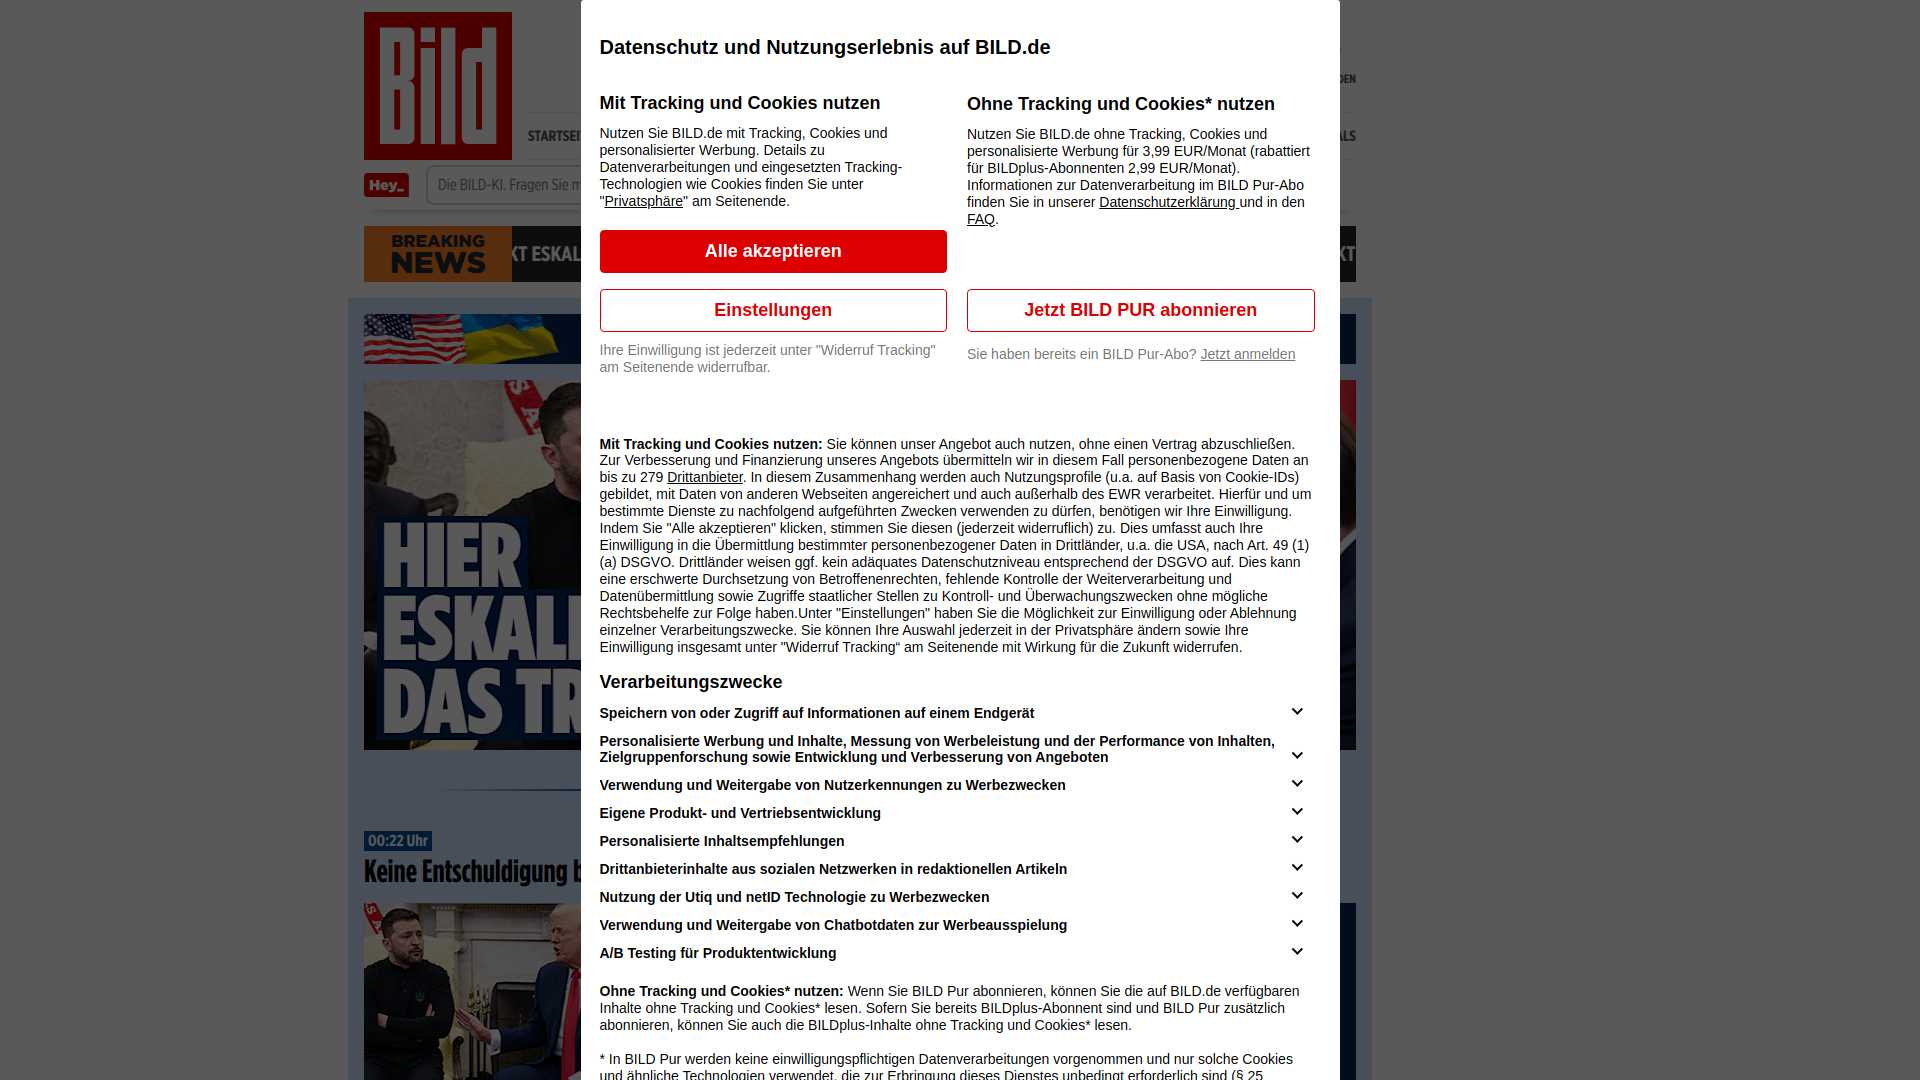 Bild
STARTSEI
Hey_
Die BILD-KI. Fragen Sie m
BREAKING
NEWS
KT ESKAL
HIER
ESKAL
DAS TR
00:22 Uhr
Keine Entschuldigung b
Datenschutz und Nutzungserlebnis auf BILD.de
Mit Tracking und Cookies nutzen
Nutzen Sie BILD.de mit Tracking, Cookies und
personalisierter Werbung. Details zu
Datenverarbeitungen und eingesetzten Tracking-
Technologien wie Cookies finden Sie unter
"Privatsphäre" am Seitenende.
Alle akzeptieren
Einstellungen
Ihre Einwilligung ist jederzeit unter "Widerruf Tracking"
am Seitenende widerrufbar.
Ohne Tracking und Cookies* nutzen
Nutzen Sie BILD.de ohne Tracking, Cookies und
personalisierte Werbung für 3,99 EUR/Monat (rabattiert
für BILDplus-Abonnenten 2,99 EUR/Monat).
Informationen zur Datenverarbeitung im BILD Pur-Abo
finden Sie in unserer Datenschutzerklärung und in den
FAQ.
Jetzt BILD PUR abonnieren
Sie haben bereits ein BILD Pur-Abo? Jetzt anmelden
Mit Tracking und Cookies nutzen: Sie können unser Angebot auch nutzen, ohne einen Vertrag abzuschließen.
Zur Verbesserung und Finanzierung unseres Angebots übermitteln wir in diesem Fall personenbezogene Daten an
bis zu 279 Drittanbieter. In diesem Zusammenhang werden auch Nutzungsprofile (u.a. auf Basis von Cookie-IDs)
gebildet, mit Daten von anderen Webseiten angereichert und auch außerhalb des EWR verarbeitet. Hierfür und um
bestimmte Dienste zu nachfolgend aufgeführten Zwecken verwenden zu dürfen, benötigen wir Ihre Einwilligung.
Indem Sie "Alle akzeptieren" klicken, stimmen Sie diesen (jederzeit widerruflich) zu. Dies umfasst auch Ihre
Einwilligung in die Übermittlung bestimmter personenbezogener Daten in Drittländer, u.a. die USA, nach Art. 49 (1)
(a) DSGVO. Drittländer weisen ggf. kein adäquates Datenschutzniveau entsprechend der DSGVO auf. Dies kann
eine erschwerte Durchsetzung von Betroffenenrechten, fehlende Kontrolle der Weiterverarbeitung und
Datenübermittlung sowie Zugriffe staatlicher Stellen zu Kontroll- und Überwachungszwecken ohne mögliche
Rechtsbehelfe zur Folge haben.Unter "Einstellungen" haben Sie die Möglichkeit zur Einwilligung oder Ablehnung
einzelner Verarbeitungszwecke. Sie können Ihre Auswahl jederzeit in der Privatsphäre ändern sowie Ihre
Einwilligung insgesamt unter "Widerruf Tracking“ am Seitenende mit Wirkung für die Zukunft widerrufen.
Verarbeitungszwecke
Speichern von oder Zugriff auf Informationen auf einem Endgerät
Personalisierte Werbung und Inhalte, Messung von Werbeleistung und der Performance von Inhalten,
Zielgruppenforschung sowie Entwicklung und Verbesserung von Angeboten
Verwendung und Weitergabe von Nutzerkennungen zu Werbezwecken
Eigene Produkt- und Vertriebsentwicklung
Personalisierte Inhaltsempfehlungen
Drittanbieterinhalte aus sozialen Netzwerken in redaktionellen Artikeln
Nutzung der Utiq und netID Technologie zu Werbezwecken
Verwendung und Weitergabe von Chatbotdaten zur Werbeausspielung
A/B Testing für Produktentwicklung
Ohne Tracking und Cookies* nutzen: Wenn Sie BILD Pur abonnieren, können Sie die auf BILD.de verfügbaren
Inhalte ohne Tracking und Cookies* lesen. Sofern Sie bereits BILDplus-Abonnent sind und BILD Pur zusätzlich
abonnieren, können Sie auch die BILDplus-Inhalte ohne Tracking und Cookies* lesen.
* In BILD Pur werden keine einwilligungspflichtigen Datenverarbeitungen vorgenommen und nur solche Cookies
und ähnliche Technologien verwendet, die zur Erbringung dieses Dienstes unbedingt erforderlich sind (§ 25
DEN
ALS
KT